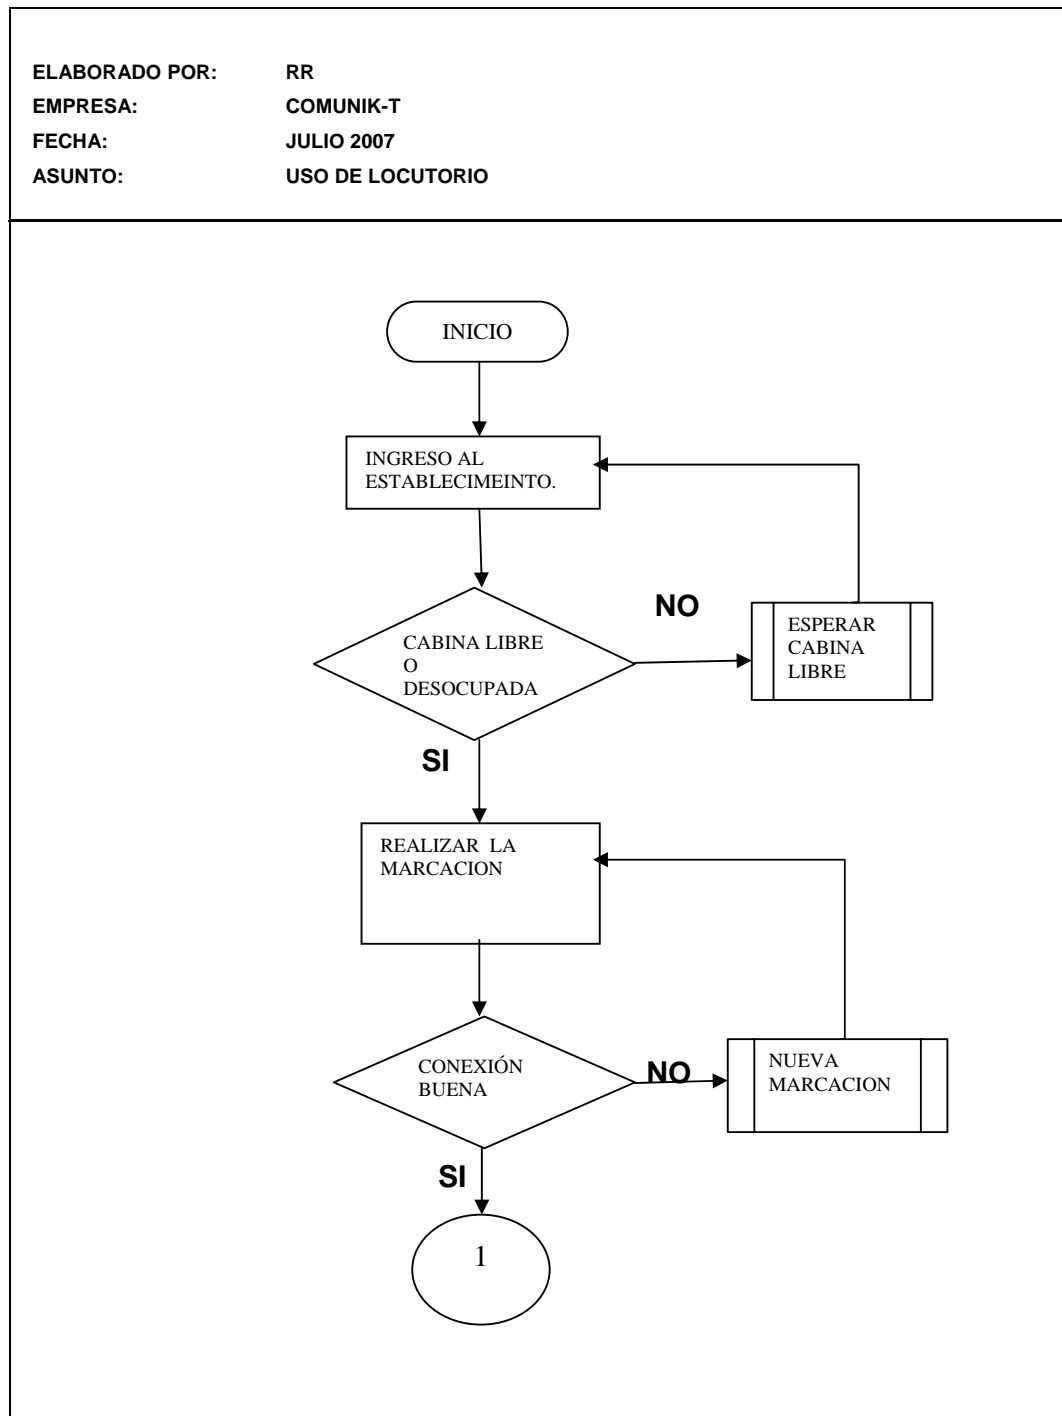 ELABORADO POR: RR
EMPRESA: COMUNIK-T
FECHA: JULIO 2007
ASUNTO: USO DE LOCUTORIO
INICIO
INGRESO AL
ESTABLECIMEINTO.
CABINA LIBRE
O
DESOCUPADA
NO
ESPERAR
CABINA
LIBRE
SI
REALIZAR LA
MARCACION
CONEXIÓN
BUENA
NO
NUEVA
MARCACION
SI
1